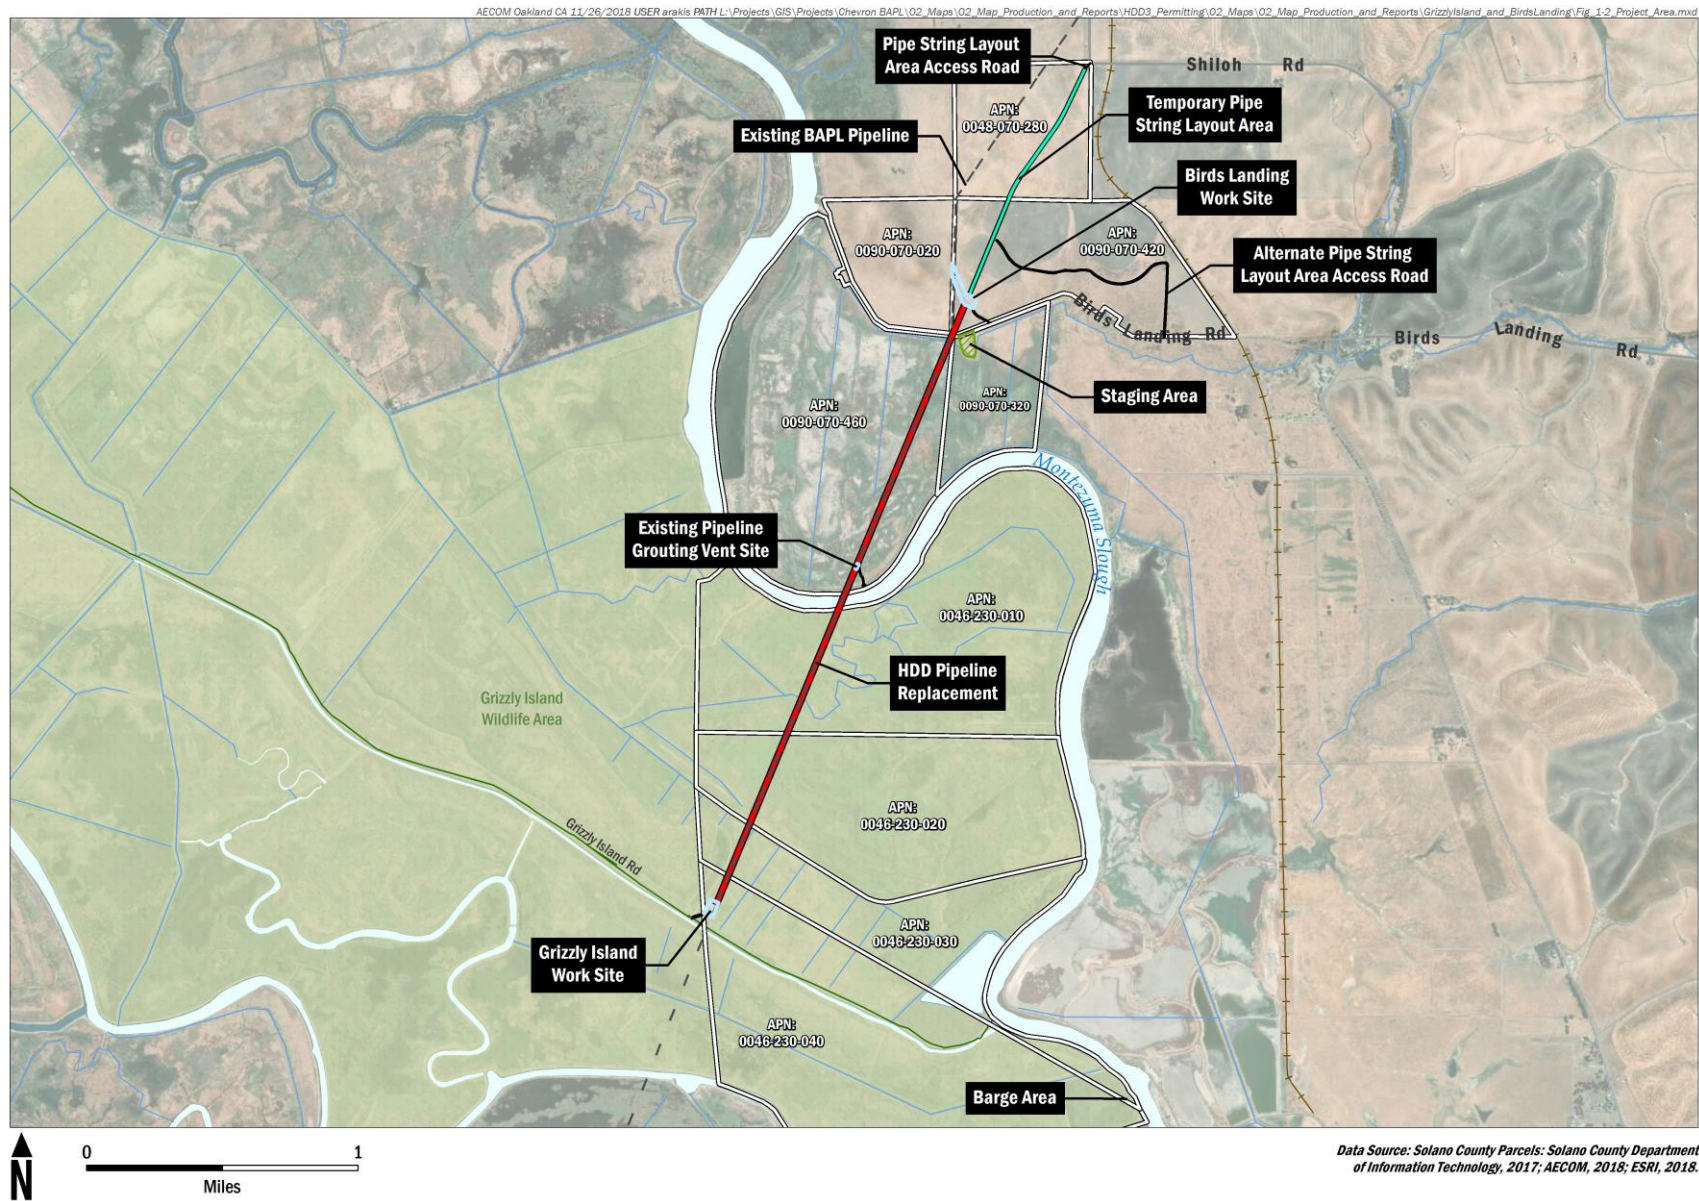 AECOM Oakland CA 11/26/2018 USER arakis PATH L:\Projects\GIS\Projects\Chevron BAPL\02_Maps\02_Map_Production_and_Reports\HDD3_Permitting\02_Maps\02_Map_Production_and_Reports\GrizzlyIsland_and_BirdsLanding\Fig_1-2_Project_Area.mxd
Pipe String Layout
Area Access Road
Shiloh Rd
Temporary Pipe
String Layout Area
APN:
0048-070-280
Existing BAPL Pipeline
Birds Landing
Work Site
APN:
0090-070-020
APN:
0090-070-420
Alternate Pipe String
Layout Area Access Road
Birds Landing Rd
Birds Landing Rd
Staging Area
APN:
0090-070-320
APN:
0090-070-460
Montezuma Slough
Existing Pipeline
Grouting Vent Site
APN:
0046-230-010
HDD Pipeline
Replacement
Grizzly Island
Wildlife Area
APN:
0046-230-020
Grizzly Island Rd
APN:
0046-230-030
Grizzly Island
Work Site
APN:
0046-230-040
Barge Area
N
0 1
Miles
Data Source: Solano County Parcels: Solano County Department
of Information Technology, 2017; AECOM, 2018; ESRI, 2018.